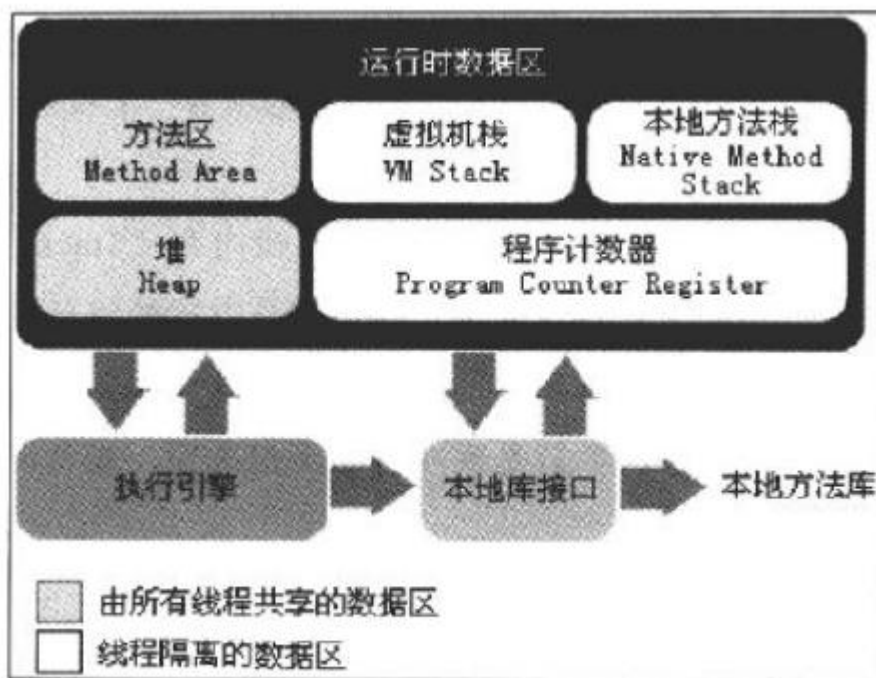 运行时数据区
方法区
Method Area
虚拟机栈
VM Stack
本地方法栈
Native Method
Stack
堆
Heap
程序计数器
Program Counter Register
执行引擎
本地库接口
本地方法库
由所有线程共享的数据区
线程隔离的数据区